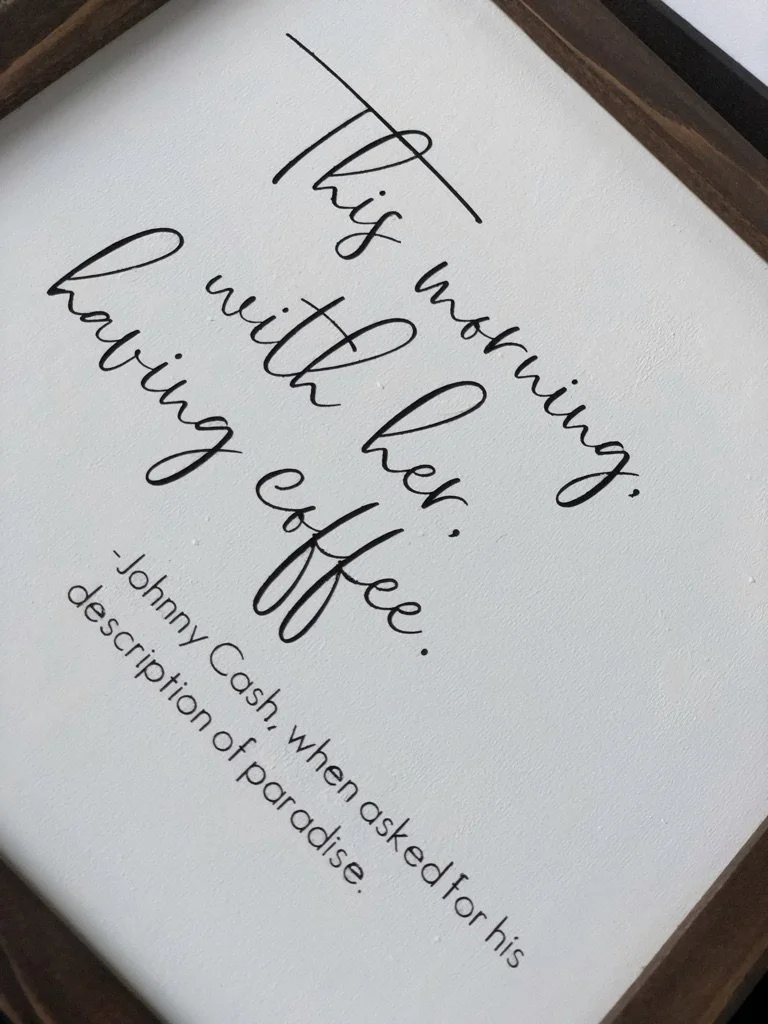 This morning,
with her,
having coffee.
-Johnny Cash, when asked for his
description of paradise.